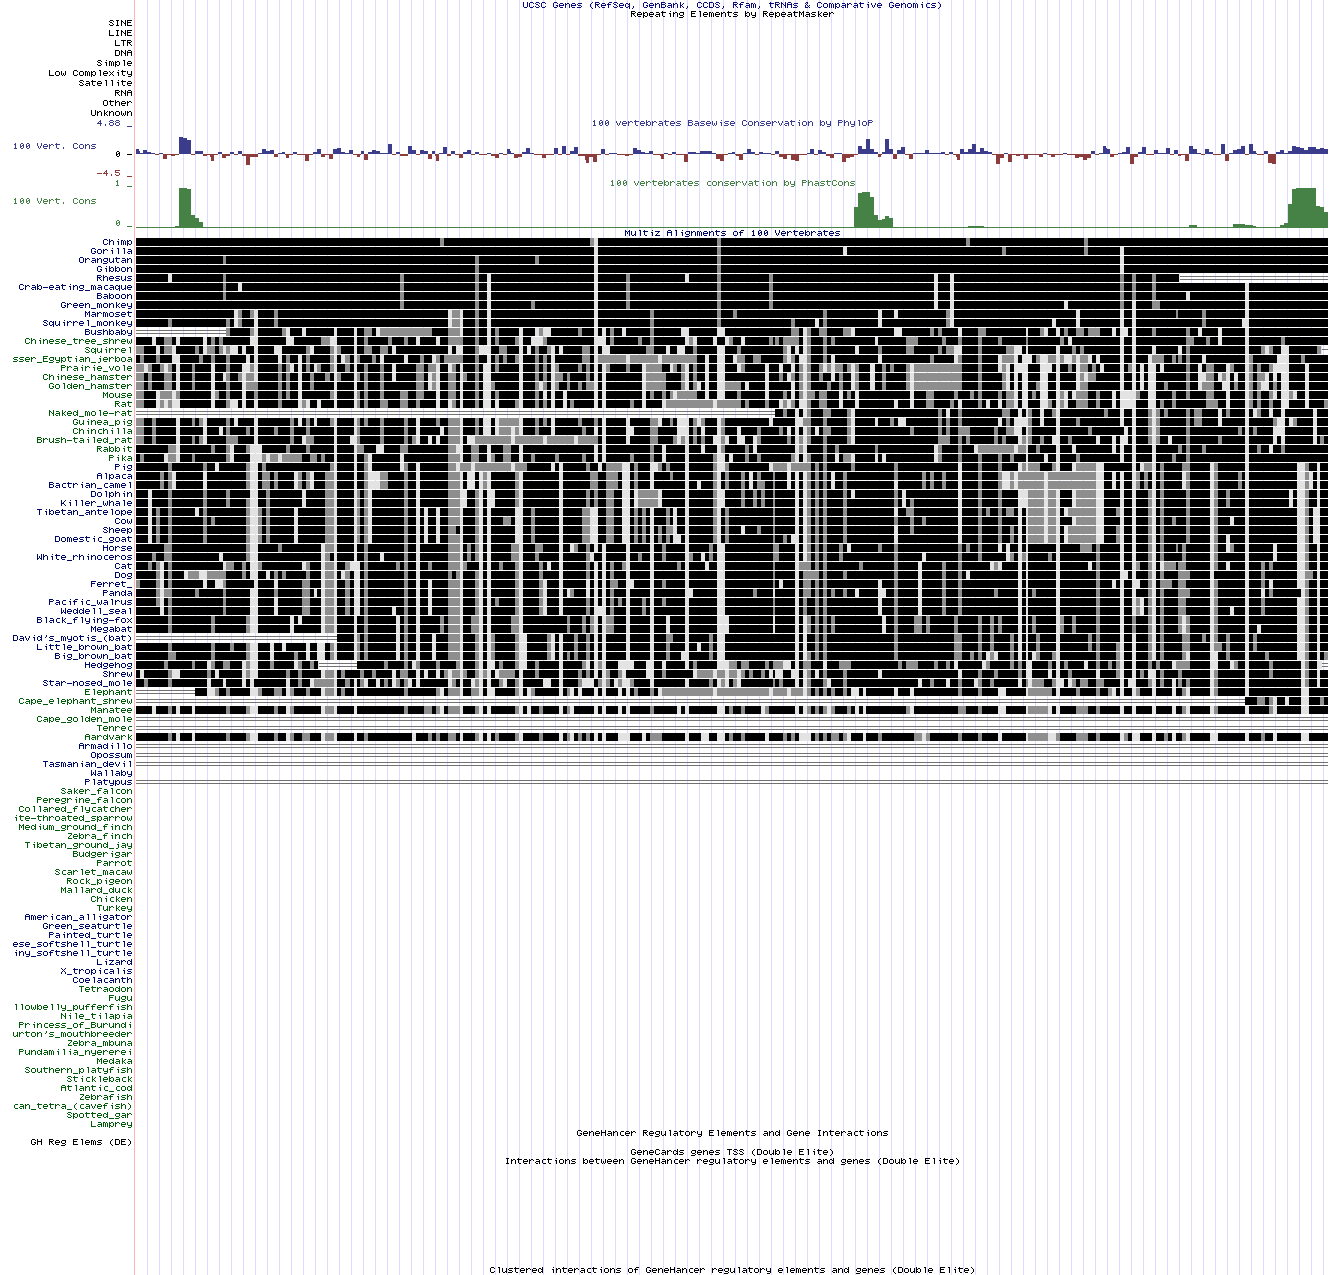 UCSC Genes (RefSeq, GenBank, CCDS, Rfam, tRNAs & Comparative Genomics)
Repeating Elements by RepeatMasker
SINE
LINE
LTR
DNA
Simple
Low Complexity
Satellite
RNA
Other
Unknown
4.88 _
100 vertebrates Basewise Conservation by PhyloP
100 Vert. Cons
0 -
-4.5 _
100 vertebrates conservation by PhastCons
1 _
100 Vert. Cons
0 _
Multiz Alignments of 100 Vertebrates
Chimp
Gorilla
Orangutan
Gibbon
Rhesus
Crab-eating_macaque
Baboon
Green_monkey
Marmoset
Squirrel_monkey
Bushbaby
Chinese_tree_shrew
Squirrel
sser_Egyptian_jerboa
Prairie_vole
Chinese_hamster
Golden_hamster
Mouse
Rat
Naked_mole-rat
Guinea_pig
Chinchilla
Brush-tailed_rat
Rabbit
Pika
Pig
Alpaca
Bactrian_camel
Dolphin
Killer_whale
Tibetan_antelope
Cow
Sheep
Domestic_goat
Horse
White_rhinoceros
Cat
Dog
Ferret_
Panda
Pacific_walrus
Weddell_seal
Black_flying-fox
Megabat
David's_myotis_(bat)
Little_brown_bat
Big_brown_bat
Hedgehog
Shrew
Star-nosed_mole
Elephant
Cape_elephant_shrew
Manatee
Cape_golden_mole
Tenrec
Aardvark
Armadillo
Opossum
Tasmanian_devil
Wallaby
Platypus
Saker_falcon
Peregrine_falcon
Collared_flycatcher
ite-throated_sparrow
Medium_ground_finch
Zebra_finch
Tibetan_ground_jay
Budgerigar
Parrot
Scarlet_macaw
Rock_pigeon
Mallard_duck
Chicken
Turkey
American_alligator
Green_seaturtle
Painted_turtle
ese_softshell_turtle
iny_softshell_turtle
Lizard
X_tropicalis
Coelacanth
Tetraodon
Fugu
llowbelly_pufferfish
Nile_tilapia
Princess_of_Burundi
urton's_mouthbreeder
Zebra_mbuna
Pundamilia_nyererei
Medaka
Southern_platyfish
Stickleback
Atlantic_cod
Zebrafish
can_tetra_(cavefish)
Spotted_gar
Lamprey
GeneHancer Regulatory Elements and Gene Interactions
GH Reg Elems (DE)
GeneCards genes TSS (Double Elite)
Interactions between GeneHancer regulatory elements and genes (Double Elite)
Clustered interactions of GeneHancer regulatory elements and genes (Double Elite)